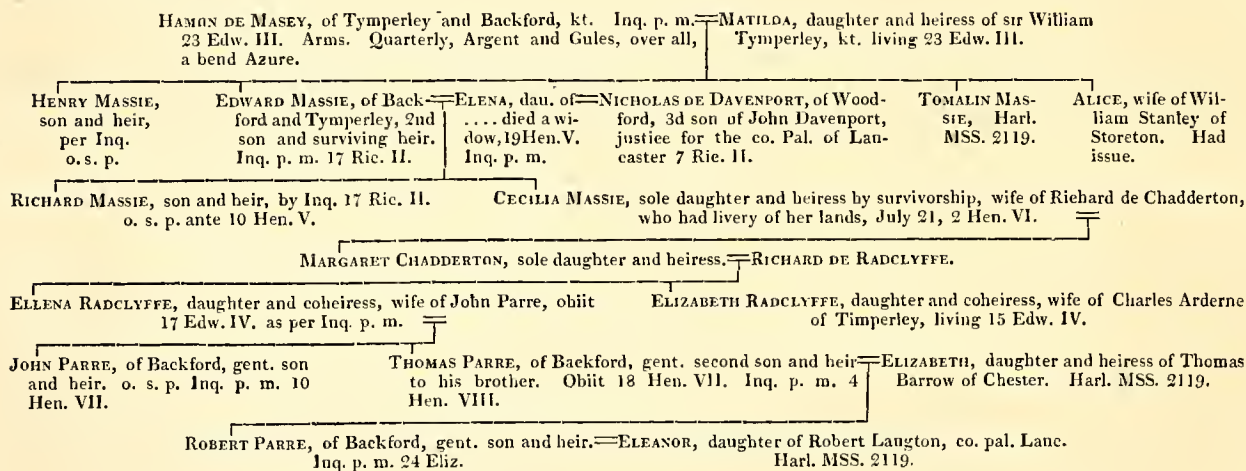 HAMON DE MASEY, of Tymperley and Backford, kt. Inq. p. m.
23 Edw. III. Arms. Quarterly, Argent and Gules, over all,
a bend Azure.
MATILDA, daughter and heiress of sir William
Tymperley, kt. living 23 Edw. III.
HENRY MASSIE,
son and heir,
per Inq.
o. s. p.
EDWARD MASSIE, of Back-
ford and Tymperley, 2nd
son and surviving heir.
Inq. p. m. 17 Ric. II.
ELENA, dau. of
.... died a wi-
dow, 19 Hen. V.
Inq. p. m.
NICHOLAS DE DAVENPORT, of Wood-
ford, 3d son of John Davenport,
justice for the co. Pal. of Lan-
caster 7 Ric. II.
TOMALIN MAS-
SIE, Harl.
MSS. 2119.
ALICE, wife of Wil-
liam Stanley of
Storeton. Had
issue.
RICHARD MASSIE, son and heir, by Inq. 17 Ric. II.
o. s. p. ante 10 Hen. V.
CECILIA MASSIE, sole daughter and heiress by survivorship, wife of Richard de Chadderton,
who had livery of her lands, July 21, 2 Hen. VI.
MARGARET CHADDERTON, sole daughter and heiress.
RICHARD DE RADCLYFFE.
ELLENA RADCLYFFE, daughter and coheiress, wife of John Parre, obiit
17 Edw. IV. as per Inq. p. m.
ELIZABETH RADCLYFFE, daughter and coheiress, wife of Charles Arderne
of Timperley, living 15 Edw. IV.
JOHN PARRE, of Backford, gent. son
and heir. o. s. p. Inq. p. m. 10
Hen. VII.
THOMAS PARRE, of Backford, gent. second son and heir
to his brother. Obiit 18 Hen. VII. Inq. p. m. 4
Hen. VIII.
ELIZABETH, daughter and heiress of Thomas
Barrow of Chester. Harl. MSS. 2119.
ROBERT PARRE, of Backford, gent. son and heir.
Inq. p. m. 24 Eliz.
ELEANOR, daughter of Robert Langton, co. pal. Lanc.
Harl. MSS. 2119.